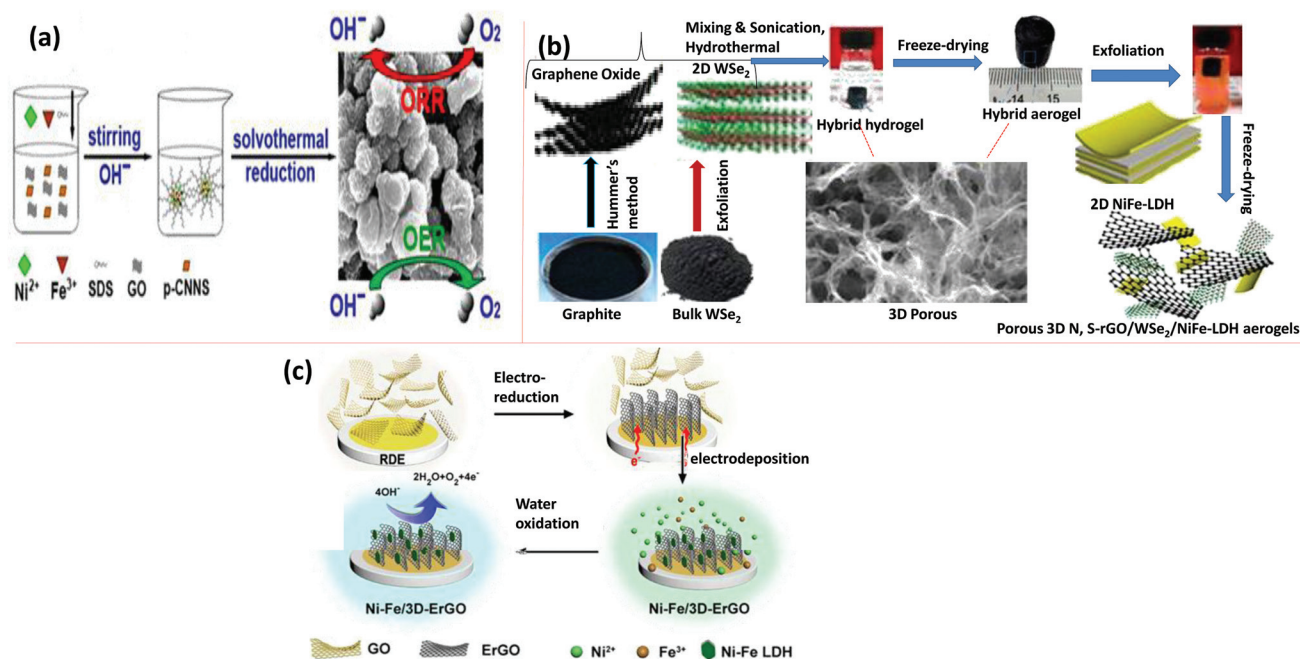 (a)
OH⁻
O₂
ORR
stirring
OH⁻
solvothermal
reduction
OER
OH⁻
O₂
Ni²⁺ Fe³⁺ SDS GO p-CNNS
(b)
Mixing & Sonication,
Hydrothermal
Graphene Oxide
2D WSe₂
Freeze-drying
Exfoliation
Hybrid hydrogel
14 15
Hybrid aerogel
Hummer's
method
Exfoliation
Freeze-drying
2D NiFe-LDH
Graphite
Bulk WSe₂
3D Porous
Porous 3D N, S-rGO/WSe₂/NiFe-LDH aerogels
(c)
Electro-
reduction
RDE
e⁻
electrodeposition
2H₂O+O₂+4e⁻
4OH⁻
Water
oxidation
Ni-Fe/3D-ErGO
Ni-Fe/3D-ErGO
GO ErGO Ni²⁺ Fe³⁺ Ni-Fe LDH